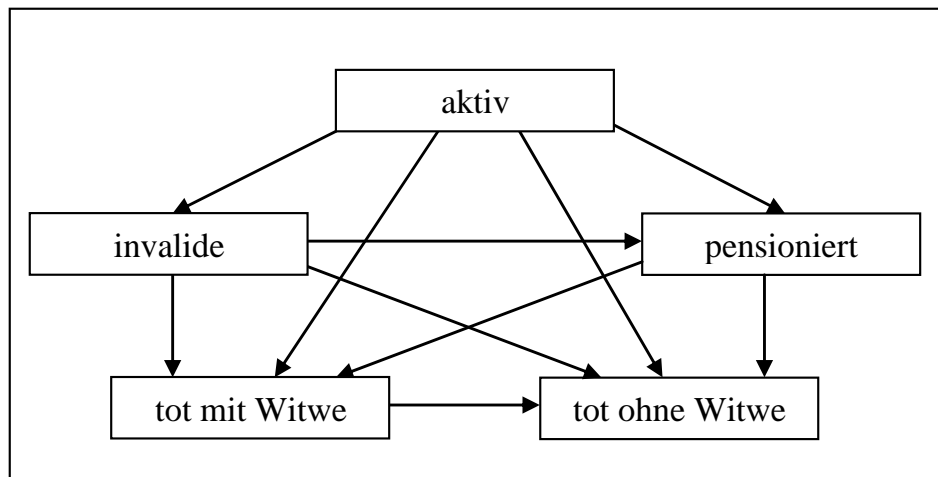 aktiv
invalide
pensioniert
tot mit Witwe
tot ohne Witwe